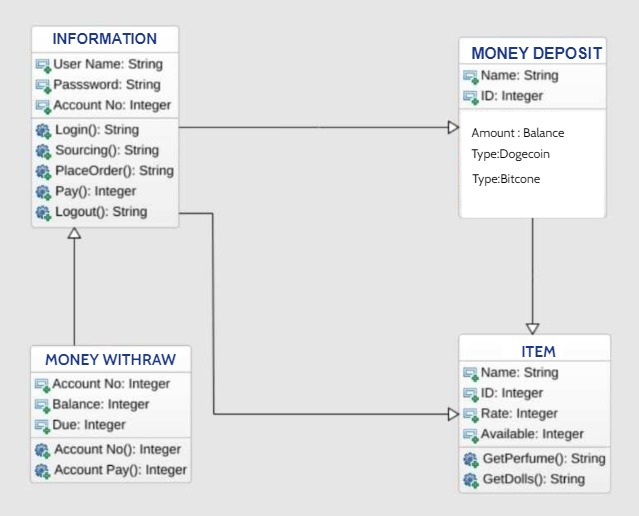 INFORMATION
User Name: String
Passsword: String
Account No: Integer
Login(): String
Sourcing(): String
PlaceOrder(): String
Pay(): Integer
Logout(): String
MONEY DEPOSIT
Name: String
ID: Integer
Amount : Balance
Type:Dogecoin
Type:Bitcone
MONEY WITHRAW
Account No: Integer
Balance: Integer
Due: Integer
Account No(): Integer
Account Pay(): Integer
ITEM
Name: String
ID: Integer
Rate: Integer
Available: Integer
GetPerfume(): String
GetDolls(): String